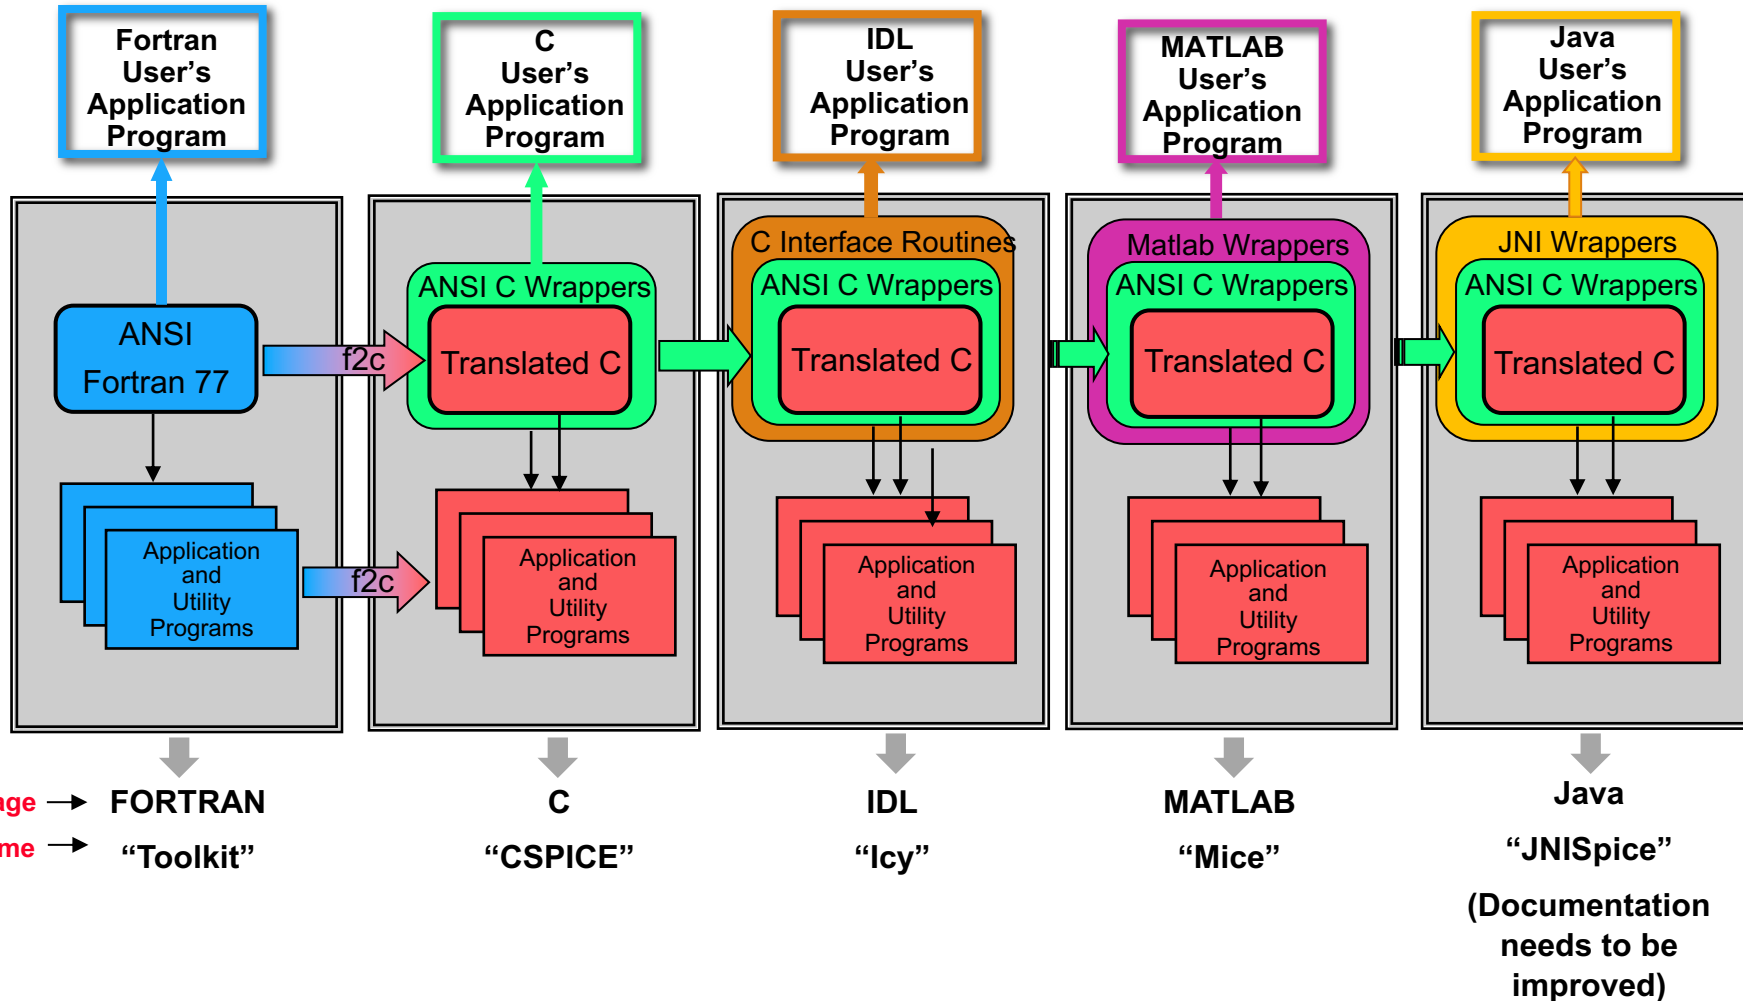 Fortran
User’s
Application
Program
C
User’s
Application
Program
IDL
User’s
Application
Program
MATLAB
User’s
Application
Program
Java
User’s
Application
Program
ANSI
Fortran 77
f2c
ANSI C Wrappers
Translated C
C Interface Routines
ANSI C Wrappers
Translated C
Matlab Wrappers
ANSI C Wrappers
Translated C
JNI Wrappers
ANSI C Wrappers
Translated C
Application
and
Utility
Programs
f2c
Application
and
Utility
Programs
Application
and
Utility
Programs
Application
and
Utility
Programs
Application
and
Utility
Programs
age FORTRAN C IDL MATLAB Java
me “Toolkit” “CSPICE” “Icy” “Mice” “JNISpice”
(Documentation
needs to be
improved)